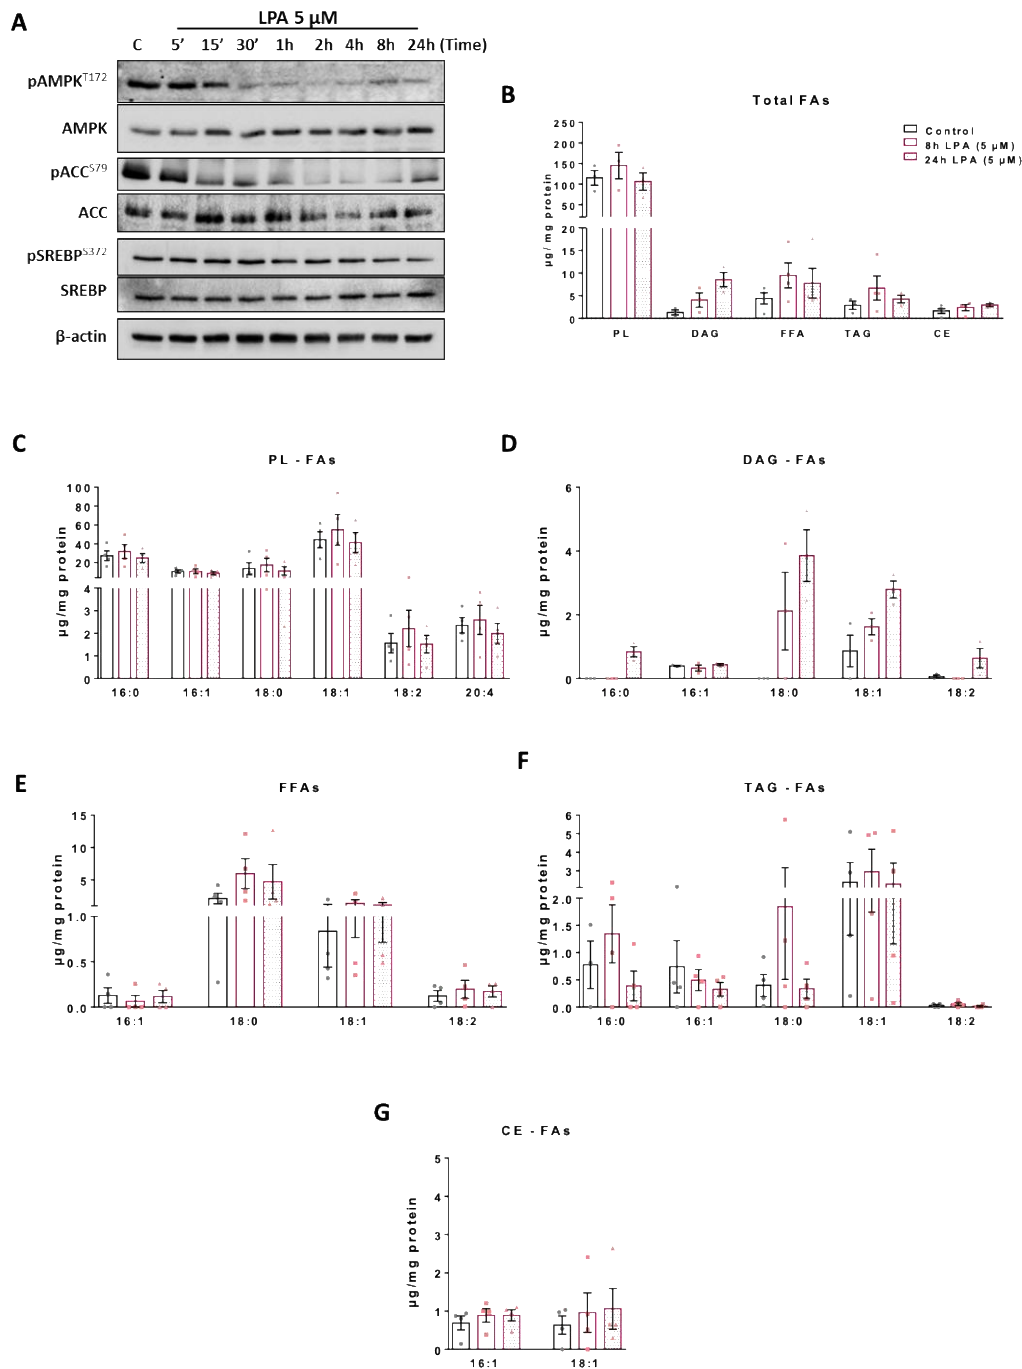 A
LPA 5 µM
C 5’ 15’ 30’ 1h 2h 4h 8h 24h (Time)
pAMPK^T172
AMPK
pACC^S79
ACC
pSREBP^S372
SREBP
β-actin
B
Total FAs
Control
8h LPA (5 µM)
24h LPA (5 µM)
µg/mg protein
250
200
150
100
50
20
15
10
5
0
PL DAG FFA TAG CE
C
PL - FAs
µg/mg protein
100
80
60
40
20
4
3
2
1
0
16:0 16:1 18:0 18:1 18:2 20:4
D
DAG - FAs
µg/mg protein
6
4
2
0
16:0 16:1 18:0 18:1 18:2
E
FFAs
µg/mg protein
15
10
5
1.0
0.5
0.0
16:1 18:0 18:1 18:2
F
TAG - FAs
µg/mg protein
6
5
4
3
2
2.0
1.5
1.0
0.5
0.0
16:0 16:1 18:0 18:1 18:2
G
CE - FAs
µg/mg protein
5
4
3
2
1
0
16:1 18:1